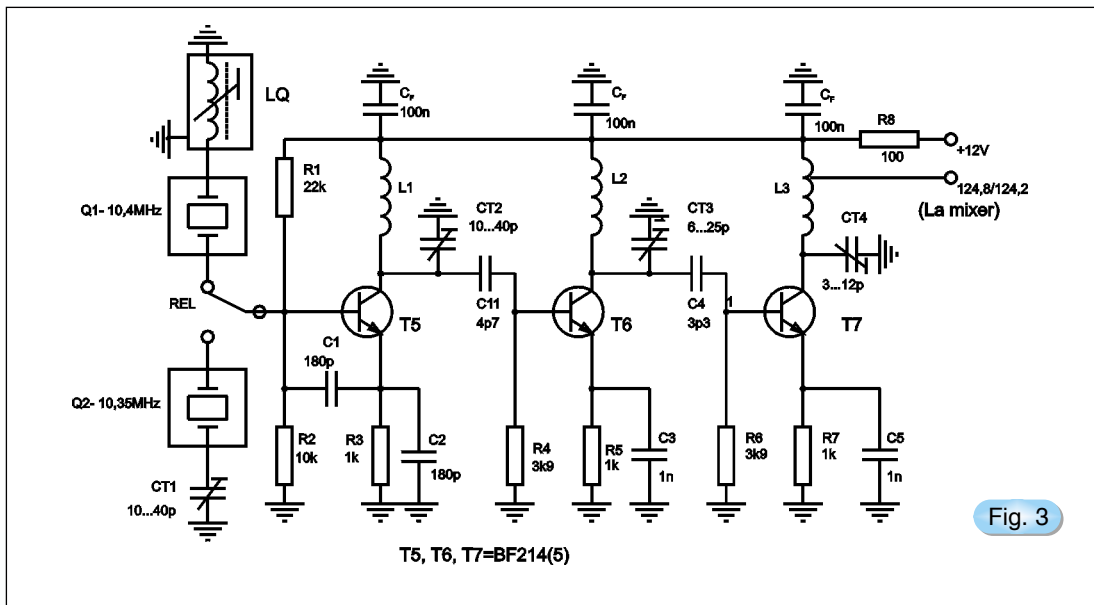 LQ
Q1- 10,4MHz
REL
Q2- 10,35MHz
CT1
10...40p
R1
22k
C1
180p
R2
10k
R3
1k
C2
180p
CF
100n
L1
CT2
10...40p
C11
4p7
T5
R4
3k9
CF
100n
L2
CT3
6...25p
C4
3p3
T6
R5
1k
C3
1n
1
R6
3k9
CF
100n
R8
100
+12V
L3
124,8/124,2
(La mixer)
CT4
3...12p
T7
R7
1k
C5
1n
T5, T6, T7=BF214(5)
Fig. 3